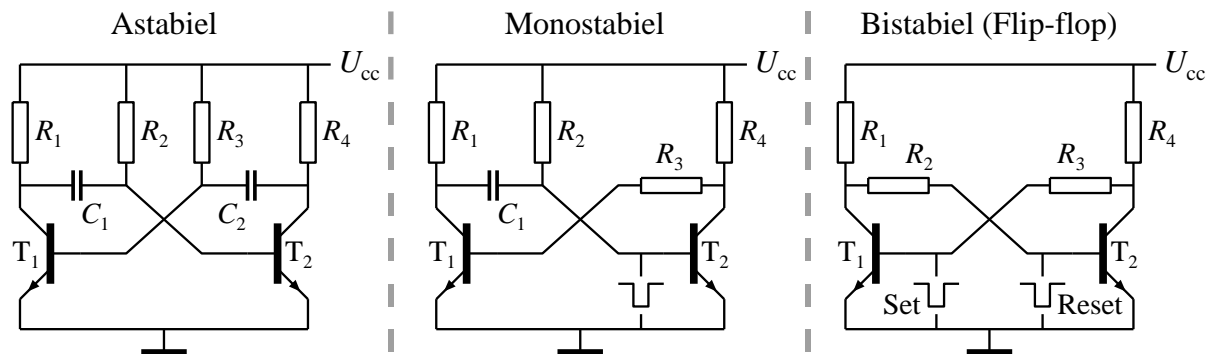 Astabiel
U_cc
R_1
R_2
R_3
R_4
C_1
C_2
T_1
T_2
Monostabiel
U_cc
R_1
R_2
R_3
R_4
C_1
T_1
T_2
Bistabiel (Flip-flop)
U_cc
R_1
R_2
R_3
R_4
T_1
T_2
Set
Reset